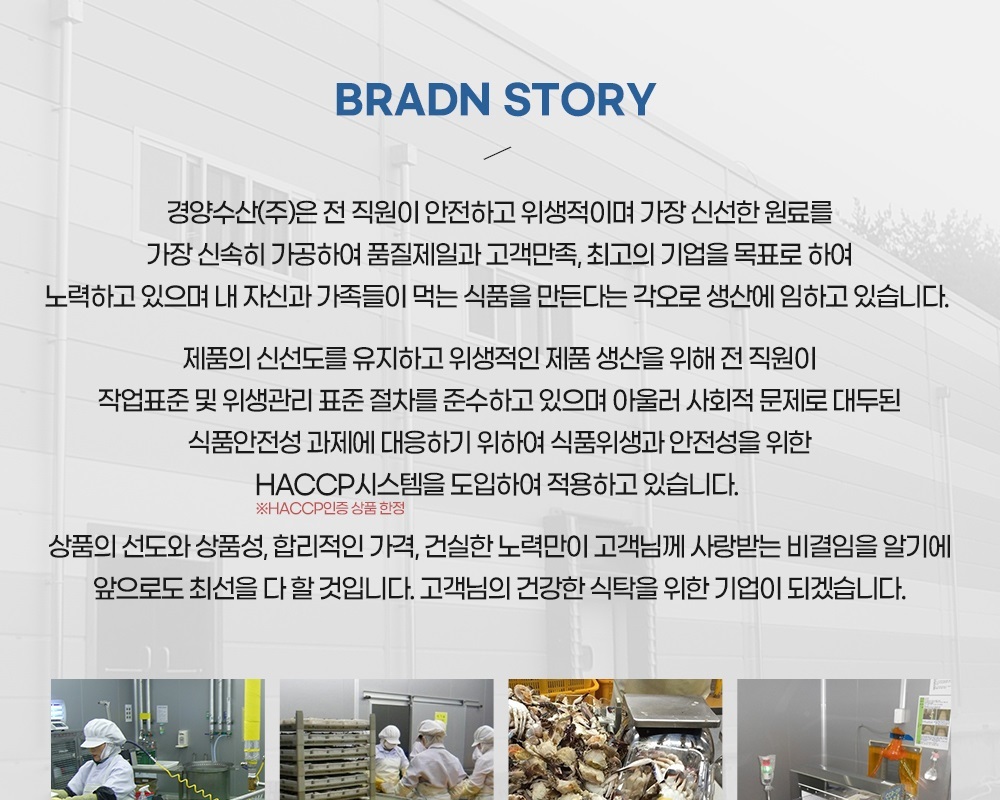 BRADN STORY
경양수산(주)은 전 직원이 안전하고 위생적이며 가장 신선한 원료를
가장 신속히 가공하여 품질제일과 고객만족, 최고의 기업을 목표로 하여
노력하고 있으며 내 자신과 가족들이 먹는 식품을 만든다는 각오로 생산에 임하고 있습니다.
제품의 신선도를 유지하고 위생적인 제품 생산을 위해 전 직원이
작업표준 및 위생관리 표준 절차를 준수하고 있으며 아울러 사회적 문제로 대두된
식품안전성 과제에 대응하기 위하여 식품위생과 안전성을 위한
HACCP시스템을 도입하여 적용하고 있습니다.
※HACCP인증 상품 한정
상품의 선도와 상품성, 합리적인 가격, 건실한 노력만이 고객님께 사랑받는 비결임을 알기에
앞으로도 최선을 다 할 것입니다. 고객님의 건강한 식탁을 위한 기업이 되겠습니다.